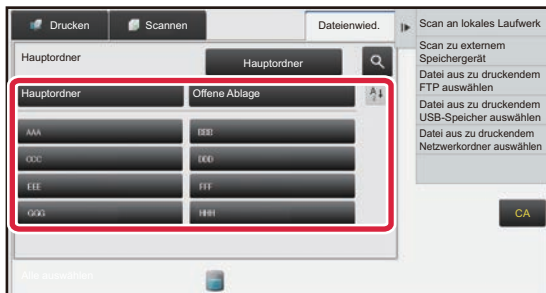 Drucken
Scannen
Dateienwied.
Hauptordner
Hauptordner
Hauptordner
Offene Ablage
AAA
BBB
CCC
DDD
EEE
FFF
GGG
HHH
Alle auswählen
Scan an lokales Laufwerk
Scan zu externem
Speichergerät
Datei aus zu druckendem
FTP auswählen
Datei aus zu druckendem
USB-Speicher auswählen
Datei aus zu druckendem
Netzwerkordner auswählen
CA